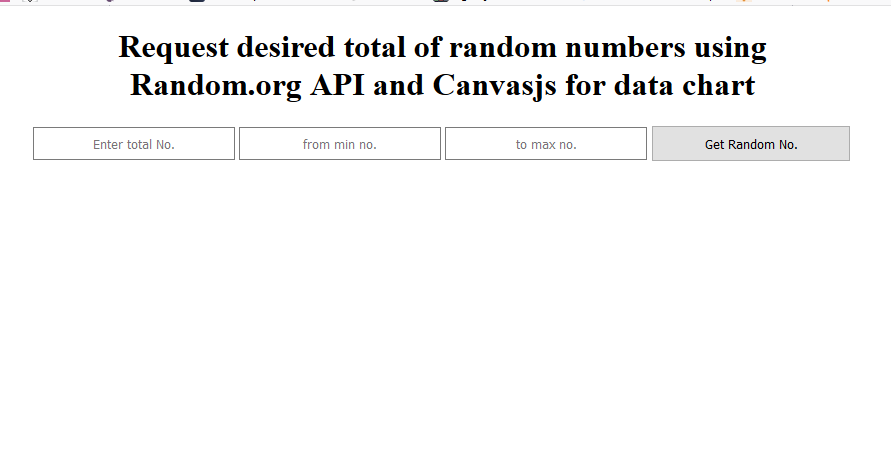 Request desired total of random numbers using
Random.org API and Canvasjs for data chart
Enter total No. from min no. to max no. Get Random No.